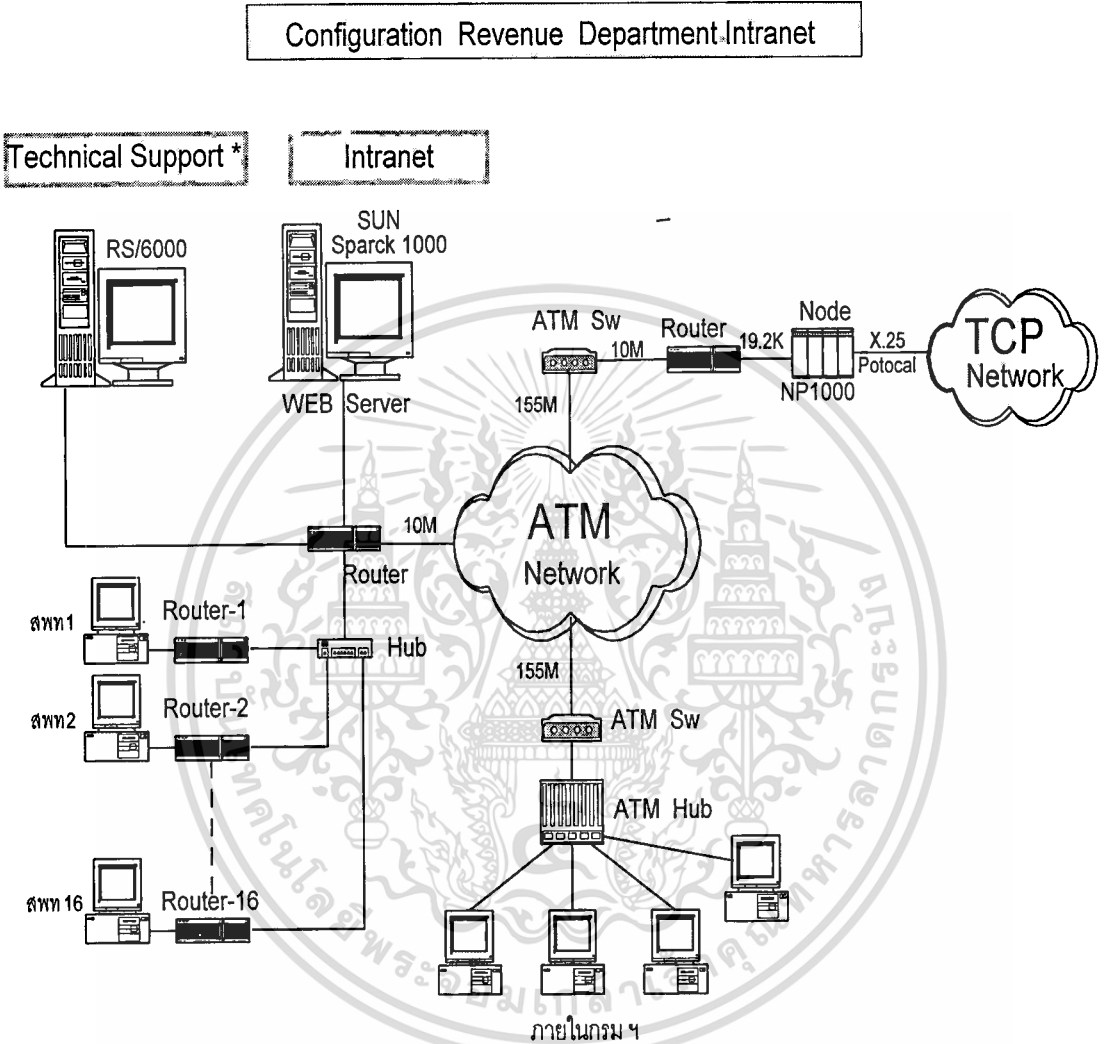 Configuration Revenue Department Intranet
Technical Support *
Intranet
RS/6000
SUN
Sparck 1000
WEB Server
ATM Sw
10M
Router
19.2K
Node
NP1000
X.25
Potocal
TCP
Network
155M
ATM
Network
10M
Router
Hub
สพท1
Router-1
สพท2
Router-2
สพท 16
Router-16
155M
ATM Sw
ATM Hub
ภายในกรม ฯ